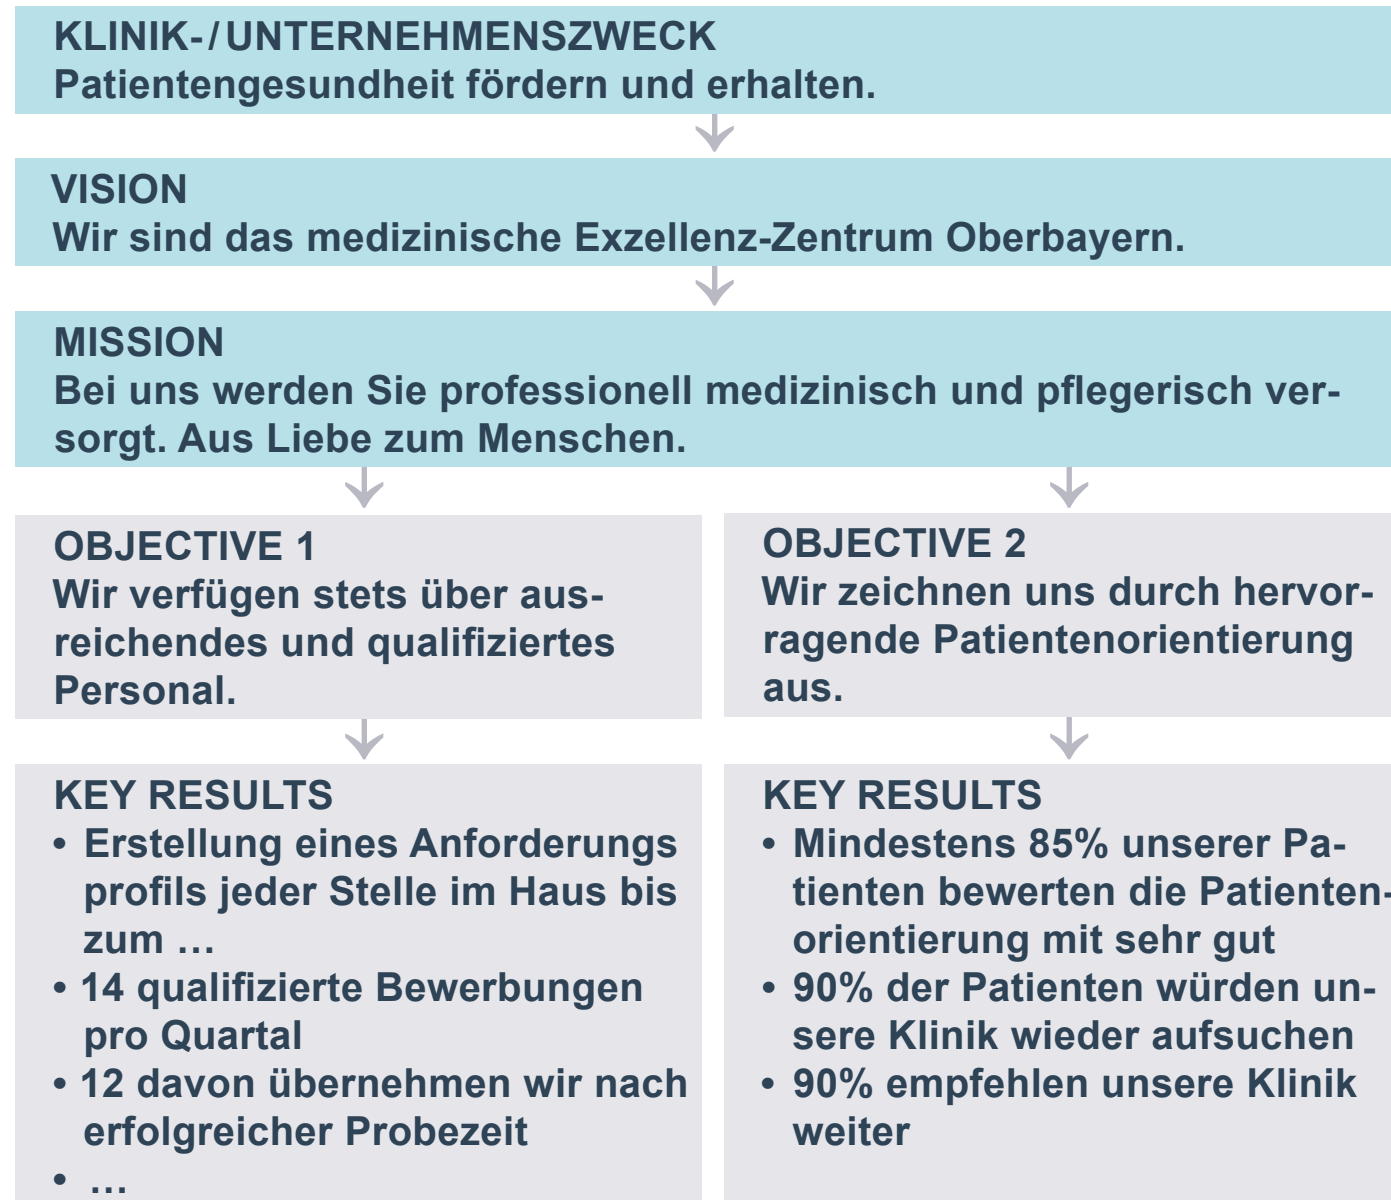 KLINIK-/UNTERNEHMENSZWECK
Patientengesundheit fördern und erhalten.
VISION
Wir sind das medizinische Exzellenz-Zentrum Oberbayern.
MISSION
Bei uns werden Sie professionell medizinisch und pflegerisch ver-
sorgt. Aus Liebe zum Menschen.
OBJECTIVE 1
Wir verfügen stets über aus-
reichendes und qualifiziertes
Personal.
OBJECTIVE 2
Wir zeichnen uns durch hervor-
ragende Patientenorientierung
aus.
KEY RESULTS
• Erstellung eines Anforderungs
profils jeder Stelle im Haus bis
zum …
• 14 qualifizierte Bewerbungen
pro Quartal
• 12 davon übernehmen wir nach
erfolgreicher Probezeit
• …
KEY RESULTS
• Mindestens 85% unserer Pa-
tienten bewerten die Patienten-
orientierung mit sehr gut
• 90% der Patienten würden un-
sere Klinik wieder aufsuchen
• 90% empfehlen unsere Klinik
weiter